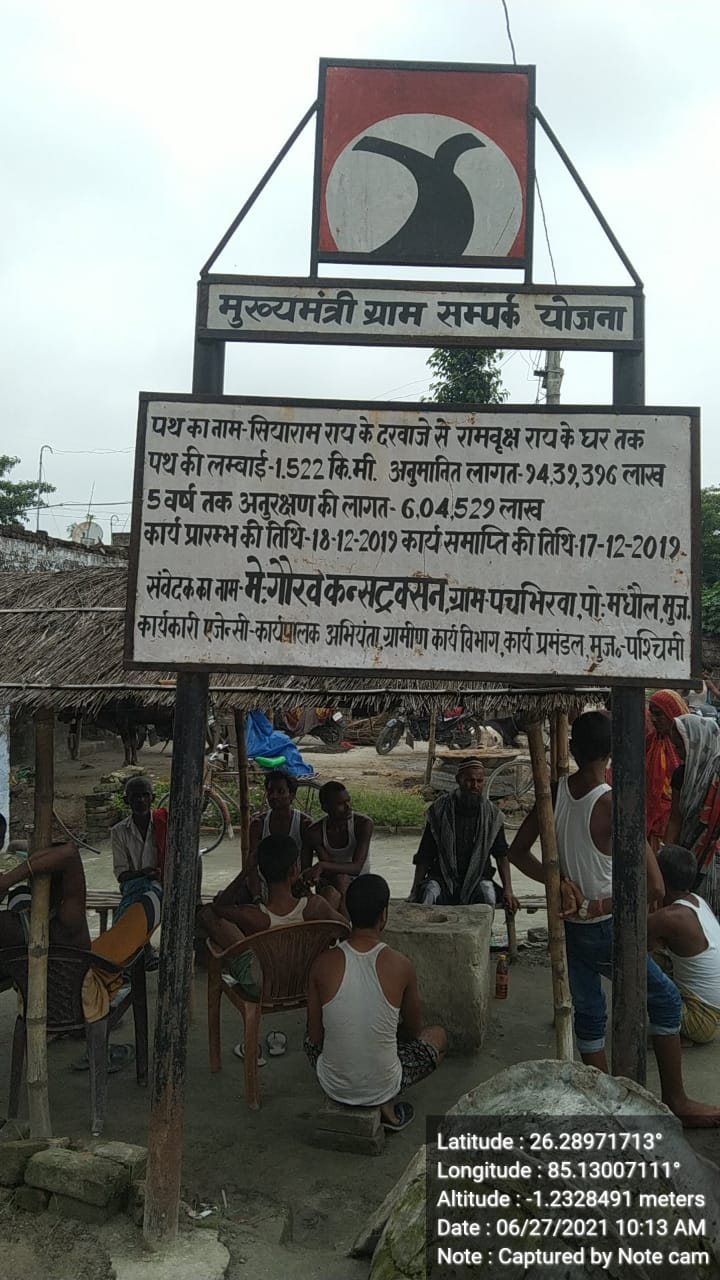 मुख्यमंत्री ग्राम सम्पर्क योजना
पथ का नाम-सियाराम राय के दरवाजे से रामवृक्ष राय के घर तक
पथ की लम्बाई-1.522 कि.मी. अनुमानित लागत-94,39,396 लाख
5 वर्ष तक अनुरक्षण की लागत- 6,04,529 लाख
कार्य प्रारम्भ की तिथि-18-12-2019 कार्य समाप्ति की तिथि-17-12-2019
संवेदक का नाम-मे.गौरव कन्सट्रक्सन,ग्राम-पचभिरवा,पो.-मधौल,मुज.
कार्यकारी एजेन्सी-कार्यपालक अभियंता,ग्रामीण कार्य विभाग,कार्य प्रमंडल,मुज॰-पश्चिमी
Latitude : 26.28971713°
Longitude : 85.13007111°
Altitude : -1.2328491 meters
Date : 06/27/2021 10:13 AM
Note : Captured by Note cam